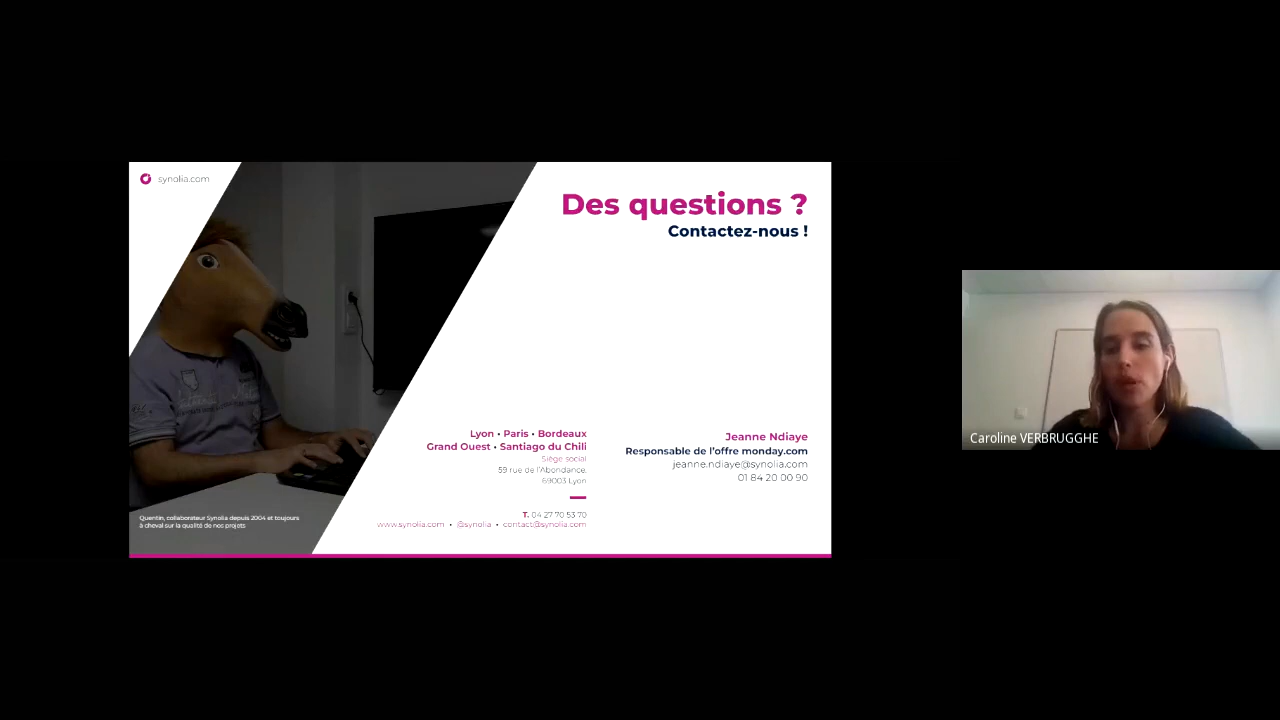 synolia.com
Des questions ?
Contactez-nous !
Lyon • Paris • Bordeaux
Grand Ouest • Santiago du Chili
Siège social
59 rue de l'Abondance,
69003 Lyon
T. 04 27 70 53 70
www.synolia.com • @synolia • contact@synolia.com
Jeanne Ndiaye
Responsable de l'offre monday.com
jeanne.ndiaye@synolia.com
01 84 20 00 90
Quentin, collaborateur Synolia depuis 2004 et toujours
à cheval sur la qualité de nos projets
Caroline VERBRUGGHE